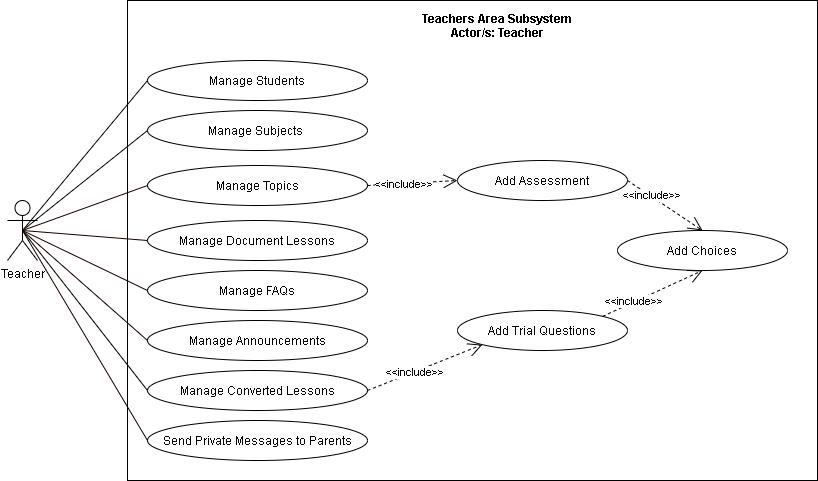 Teachers Area Subsystem
Actor/s: Teacher
Manage Students
Manage Subjects
Manage Topics
<<include>>
Add Assessment
<<include>>
Teacher
Manage Document Lessons
Add Choices
Manage FAQs
<<include>>
Manage Announcements
Add Trial Questions
<<include>>
Manage Converted Lessons
Send Private Messages to Parents